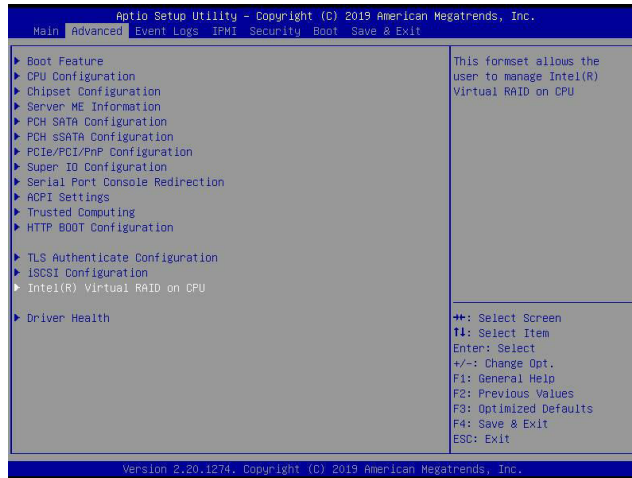 Aptio Setup Utility – Copyright (C) 2019 American Megatrends, Inc.
Main Advanced Event Logs IPMI Security Boot Save & Exit
▶ Boot Feature
▶ CPU Configuration
▶ Chipset Configuration
▶ Server ME Information
▶ PCH SATA Configuration
▶ PCH sSATA Configuration
▶ PCIe/PCI/PnP Configuration
▶ Super IO Configuration
▶ Serial Port Console Redirection
▶ ACPI Settings
▶ Trusted Computing
▶ HTTP BOOT Configuration
▶ TLS Authenticate Configuration
▶ iSCSI Configuration
▶ Intel(R) Virtual RAID on CPU
▶ Driver Health
This formset allows the
user to manage Intel(R)
Virtual RAID on CPU
→←: Select Screen
↑↓: Select Item
Enter: Select
+/-: Change Opt.
F1: General Help
F2: Previous Values
F3: Optimized Defaults
F4: Save & Exit
ESC: Exit
Version 2.20.1274. Copyright (C) 2019 American Megatrends, Inc.